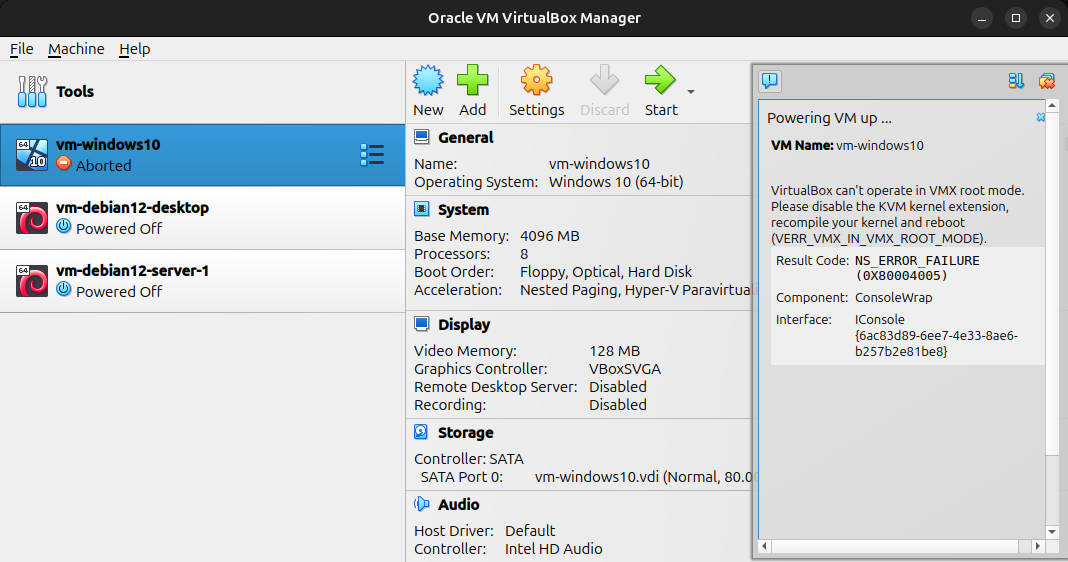 Oracle VM VirtualBox Manager
File Machine Help
Tools
64
10
vm-windows10
Aborted
64
vm-debian12-desktop
Powered Off
64
vm-debian12-server-1
Powered Off
New Add Settings Discard Start
General
Name: vm-windows10
Operating System: Windows 10 (64-bit)
System
Base Memory: 4096 MB
Processors: 8
Boot Order: Floppy, Optical, Hard Disk
Acceleration: Nested Paging, Hyper-V Paravirtuali
Display
Video Memory: 128 MB
Graphics Controller: VBoxSVGA
Remote Desktop Server: Disabled
Recording: Disabled
Storage
Controller: SATA
SATA Port 0: vm-windows10.vdi (Normal, 80.00
Audio
Host Driver: Default
Controller: Intel HD Audio
Powering VM up ...
VM Name: vm-windows10
VirtualBox can't operate in VMX root mode.
Please disable the KVM kernel extension,
recompile your kernel and reboot
(VERR_VMX_IN_VMX_ROOT_MODE).
Result Code: NS_ERROR_FAILURE
(0X80004005)
Component: ConsoleWrap
Interface: IConsole
{6ac83d89-6ee7-4e33-8ae6-
b257b2e81be8}